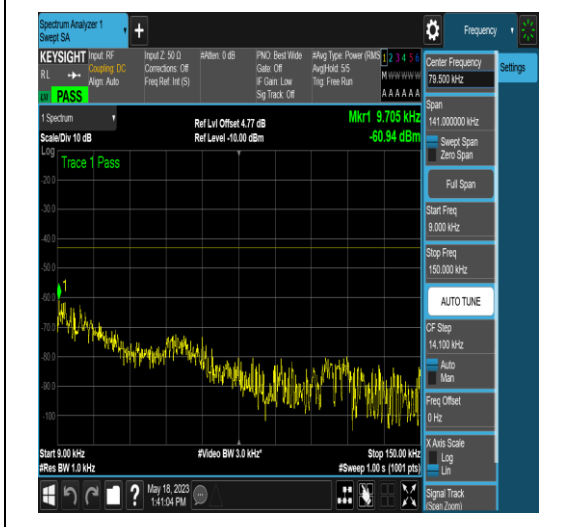 Spectrum Analyzer 1
Swept SA
+
Frequency
KEYSIGHT
RL
PASS
Input: RF
Coupling: DC
Align: Auto
Input Z: 50 Ω
Corrections: Off
Freq Ref: Int (S)
#Atten: 0 dB
PNO: Best Wide
Gate: Off
IF Gain: Low
Sig Track: Off
#Avg Type: Power (RMS
Avg|Hold: 5/5
Trig: Free Run
1 2 3 4 5 6
M W W W W W
A A A A A A
1 Spectrum
Scale/Div 10 dB
Ref Lvl Offset 4.77 dB
Ref Level -10.00 dBm
Mkr1 9.705 kHz
-60.94 dBm
Log
Trace 1 Pass
-20.0
-30.0
-40.0
-50.0
-60.0
-70.0
-80.0
-90.0
-100
1
Start 9.00 kHz
#Res BW 1.0 kHz
#Video BW 3.0 kHz*
Stop 150.00 kHz
#Sweep 1.00 s (1001 pts)
?
May 18, 2023
1:41:04 PM
Center Frequency
79.500 kHz
Settings
Span
141.000000 kHz
Swept Span
Zero Span
Full Span
Start Freq
9.000 kHz
Stop Freq
150.000 kHz
AUTO TUNE
CF Step
14.100 kHz
Auto
Man
Freq Offset
0 Hz
X Axis Scale
Log
Lin
Signal Track
(Span Zoom)